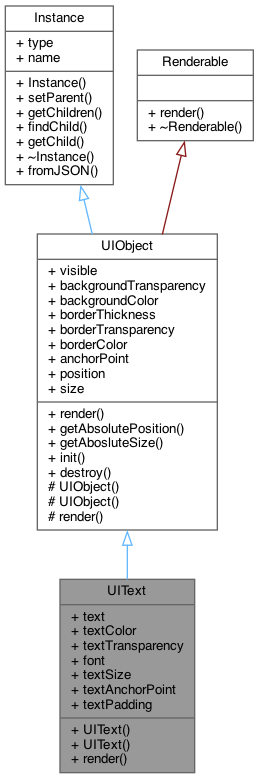 Instance
+ type
+ name
+ Instance()
+ setParent()
+ getChildren()
+ findChild()
+ getChild()
+ ~Instance()
+ fromJSON()
Renderable
+ render()
+ ~Renderable()
UIObject
+ visible
+ backgroundTransparency
+ backgroundColor
+ borderThickness
+ borderTransparency
+ borderColor
+ anchorPoint
+ position
+ size
+ render()
+ getAbsolutePosition()
+ getAbosluteSize()
+ init()
+ destroy()
# UIObject()
# UIObject()
# render()
UIText
+ text
+ textColor
+ textTransparency
+ font
+ textSize
+ textAnchorPoint
+ textPadding
+ UIText()
+ UIText()
+ render()